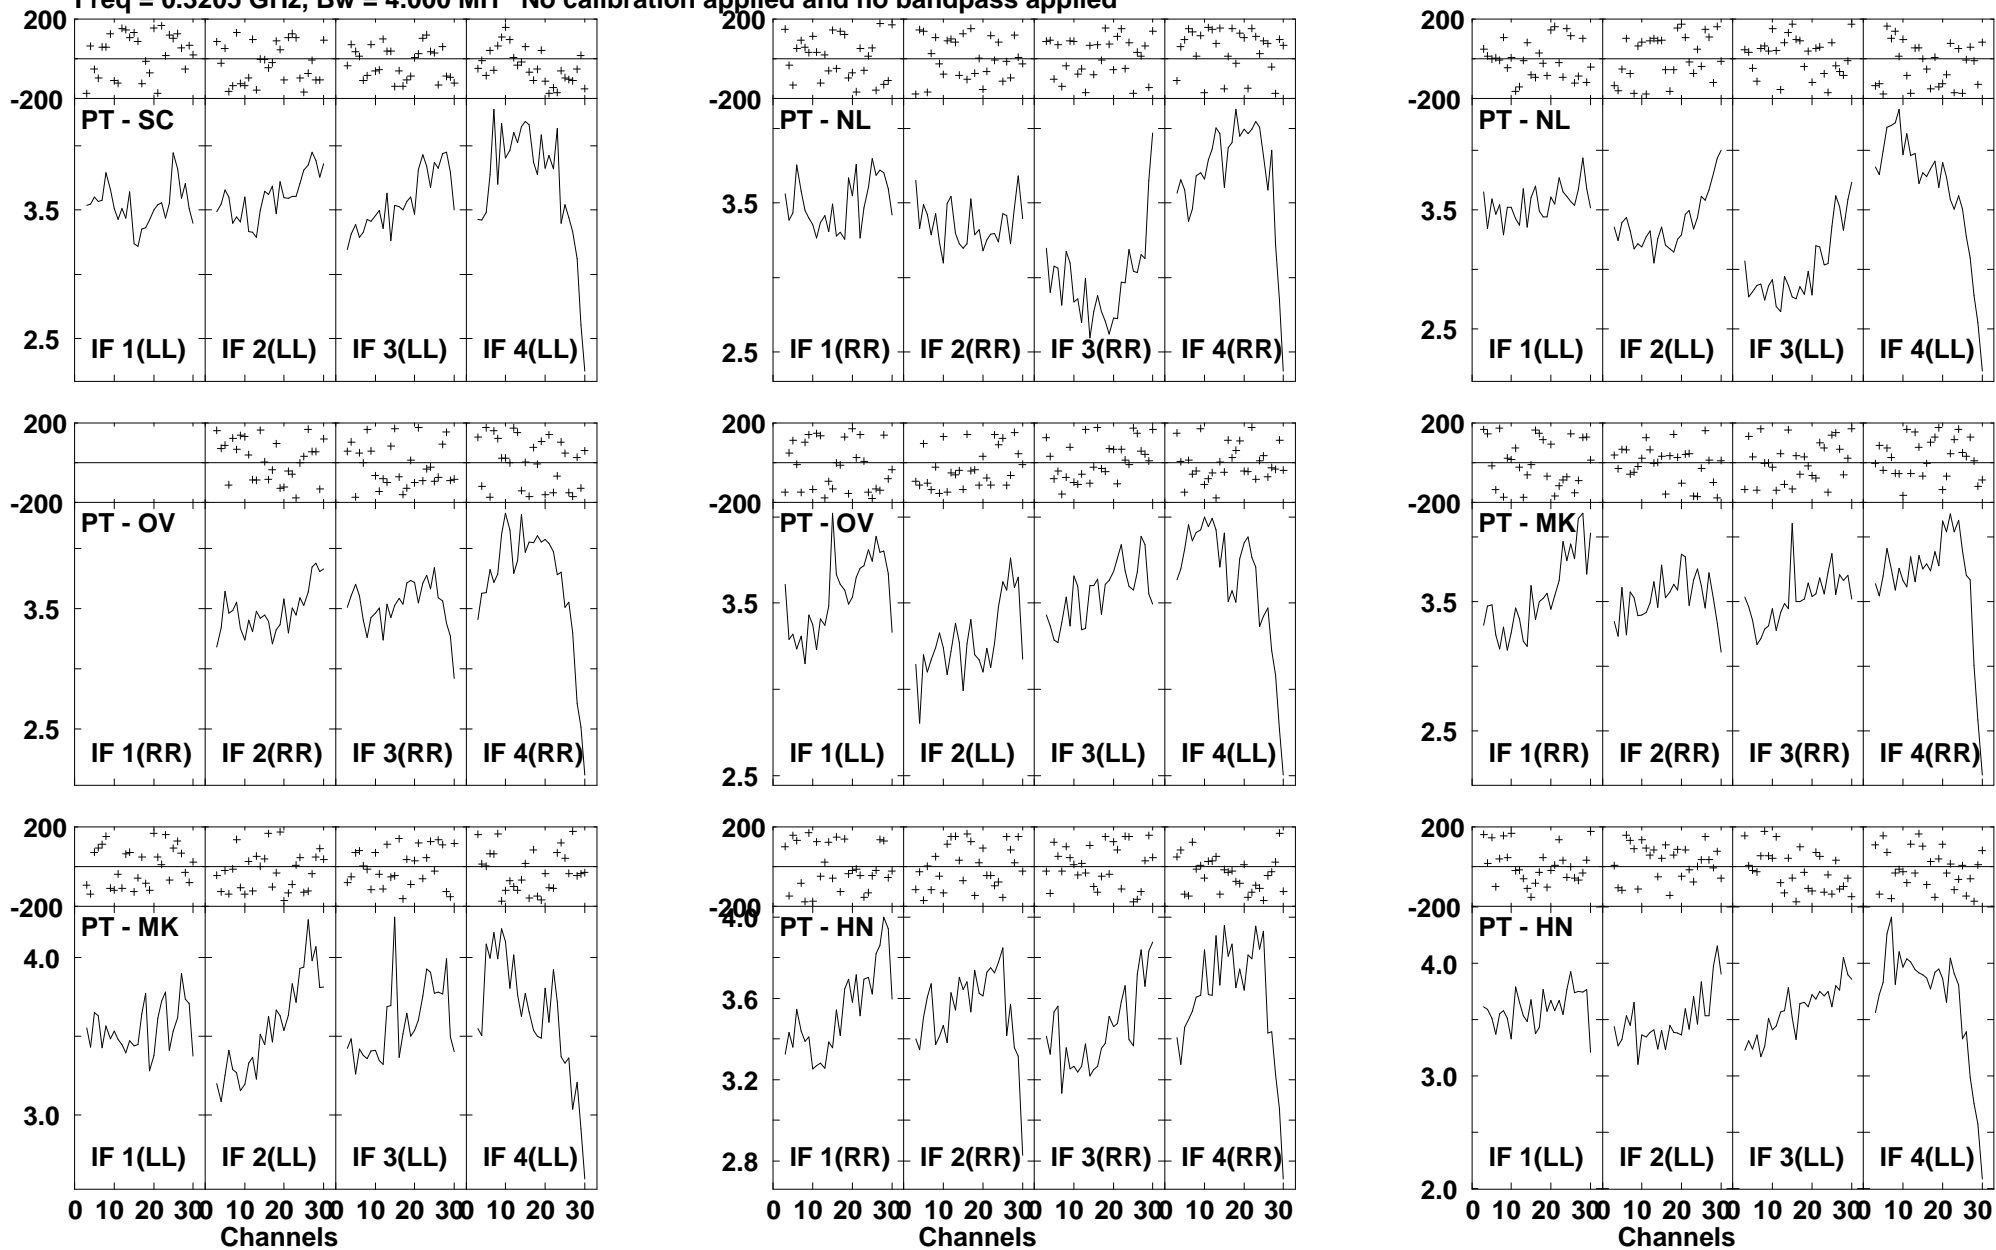 Freq = 0.3205 GHz, Bw = 4.000 MH No calibration applied and no bandpass applied
200 200 200
-200 -200 -200
PT - SC PT - NL PT - NL
3.5 3.5 3.5
2.5 2.5 2.5
IF 1(LL) IF 2(LL) IF 3(LL) IF 4(LL) IF 1(RR) IF 2(RR) IF 3(RR) IF 4(RR) IF 1(LL) IF 2(LL) IF 3(LL) IF 4(LL)
200 200 200
-200 -200 -200
PT - OV PT - OV PT - MK
3.5 3.5 3.5
2.5 2.5 2.5
IF 1(RR) IF 2(RR) IF 3(RR) IF 4(RR) IF 1(LL) IF 2(LL) IF 3(LL) IF 4(LL) IF 1(RR) IF 2(RR) IF 3(RR) IF 4(RR)
200 200 200
-200 -200 -200
PT - MK PT - HN PT - HN
4.0 4.0 4.0
3.6
3.0 3.2 3.0
2.8 2.0
IF 1(LL) IF 2(LL) IF 3(LL) IF 4(LL) IF 1(RR) IF 2(RR) IF 3(RR) IF 4(RR) IF 1(LL) IF 2(LL) IF 3(LL) IF 4(LL)
0 10 20 30 0 10 20 30 0 10 20 30 0 10 20 30 0 10 20 30 0 10 20 30 0 10 20 30 0 10 20 30 0 10 20 30 0 10 20 30 0 10 20 30 0 10 20 30
Channels Channels Channels